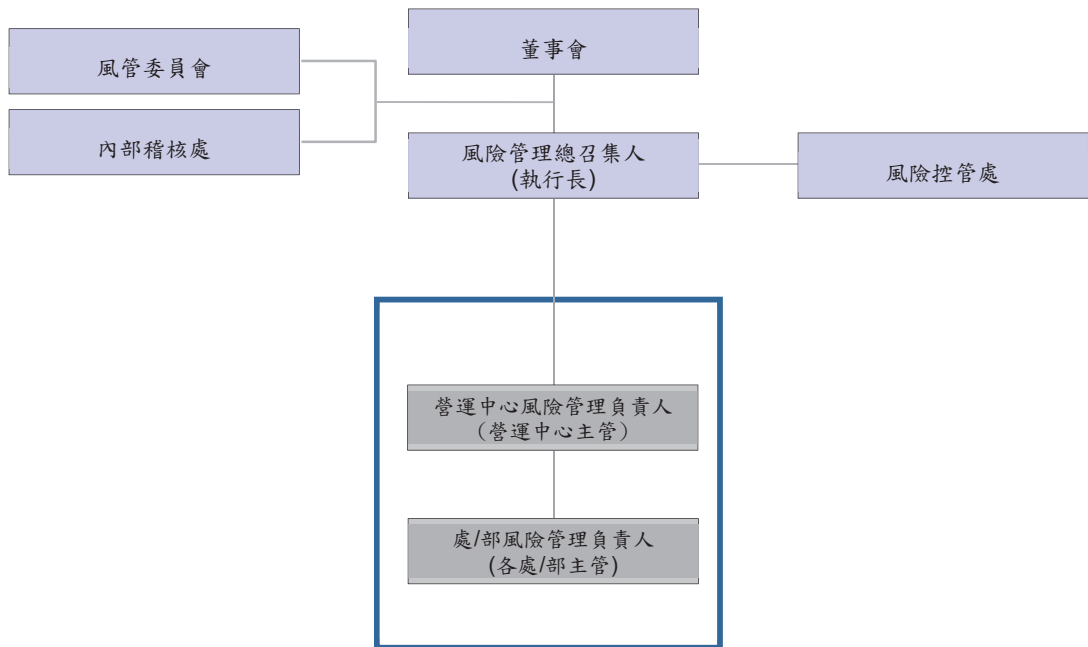 董事會
風管委員會
內部稽核處
風險管理總召集人
(執行長)
風險控管處
營運中心風險管理負責人
（營運中心主管）
處/部風險管理負責人
(各處/部主管)